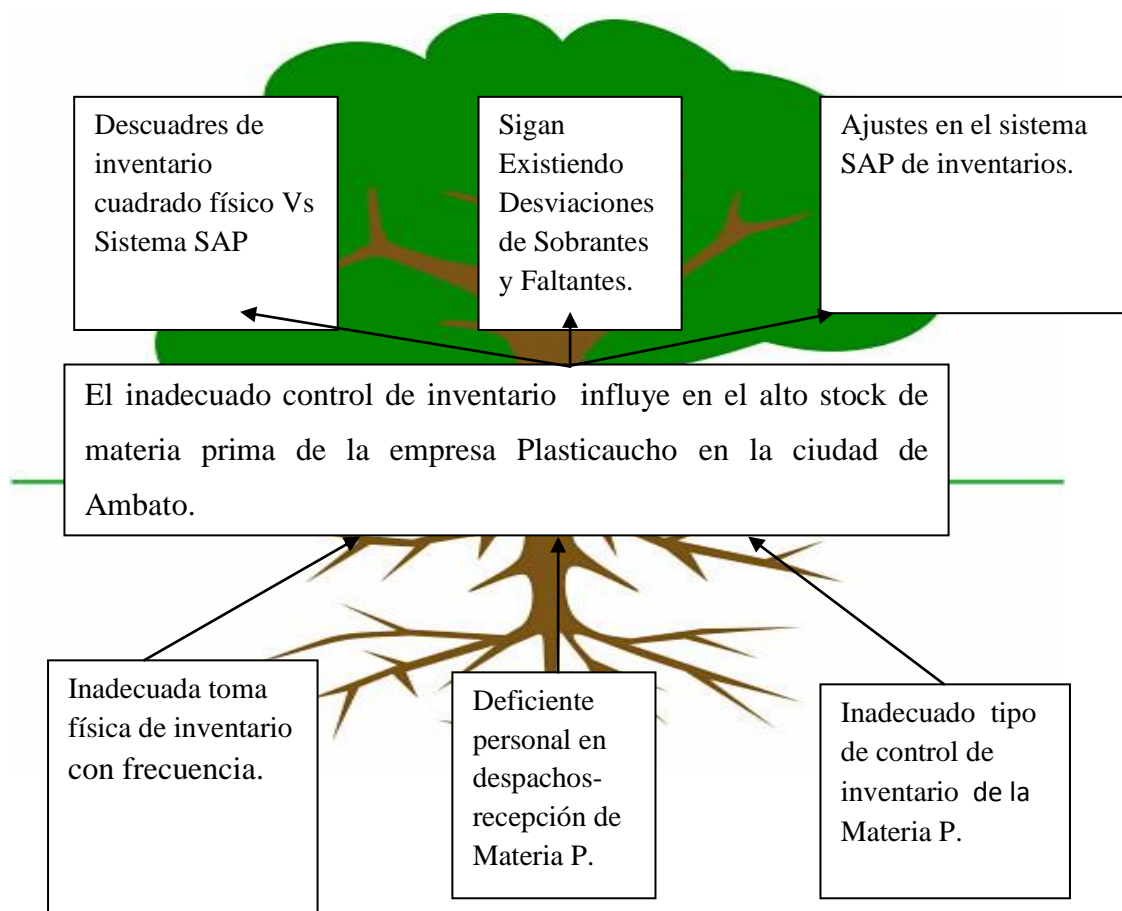 Descuadres de
inventario
cuadrado físico Vs
Sistema SAP
Sigan
Existiendo
Desviaciones
de Sobrantes
y Faltantes.
Ajustes en el sistema
SAP de inventarios.
El inadecuado control de inventario influye en el alto stock de
materia prima de la empresa Plasticaucho en la ciudad de
Ambato.
Inadecuada toma
física de inventario
con frecuencia.
Deficiente
personal en
despachos-
recepción de
Materia P.
Inadecuado tipo
de control de
inventario de la
Materia P.